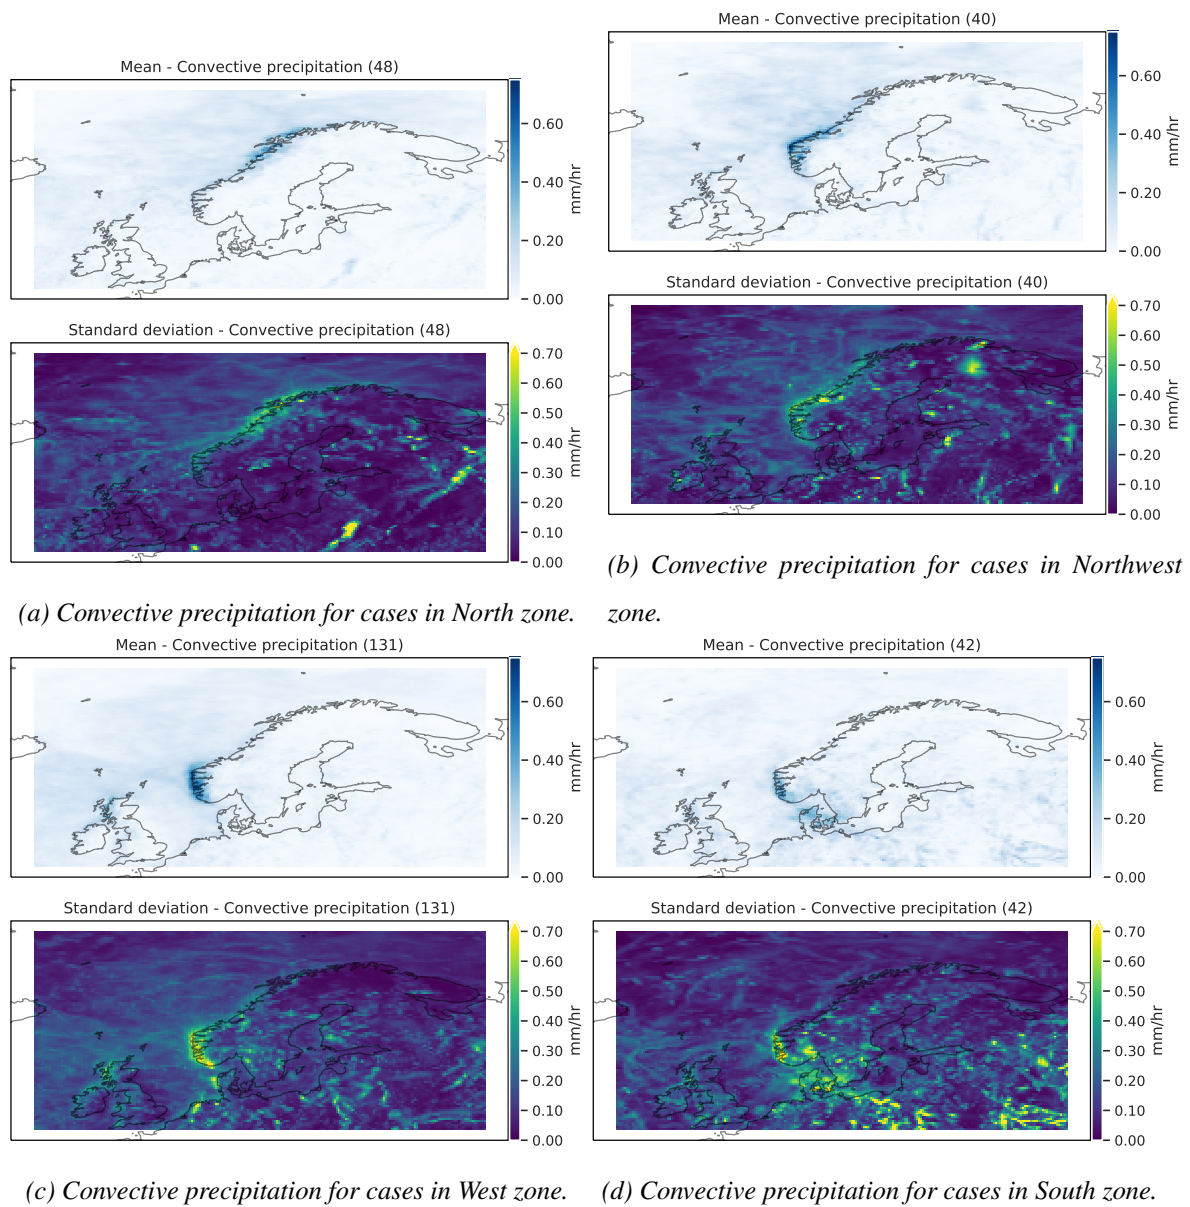 Mean - Convective precipitation (48)
0.60
0.40
0.20
0.00
mm/hr
Standard deviation - Convective precipitation (48)
0.70
0.60
0.50
0.40
0.30
0.20
0.10
0.00
mm/hr
(a) Convective precipitation for cases in North zone.
Mean - Convective precipitation (40)
0.60
0.40
0.20
0.00
mm/hr
Standard deviation - Convective precipitation (40)
0.70
0.60
0.50
0.40
0.30
0.20
0.10
0.00
mm/hr
(b) Convective precipitation for cases in Northwest
zone.
Mean - Convective precipitation (131)
0.60
0.40
0.20
0.00
mm/hr
Standard deviation - Convective precipitation (131)
0.70
0.60
0.50
0.40
0.30
0.20
0.10
0.00
mm/hr
(c) Convective precipitation for cases in West zone.
Mean - Convective precipitation (42)
0.60
0.40
0.20
0.00
mm/hr
Standard deviation - Convective precipitation (42)
0.70
0.60
0.50
0.40
0.30
0.20
0.10
0.00
mm/hr
(d) Convective precipitation for cases in South zone.